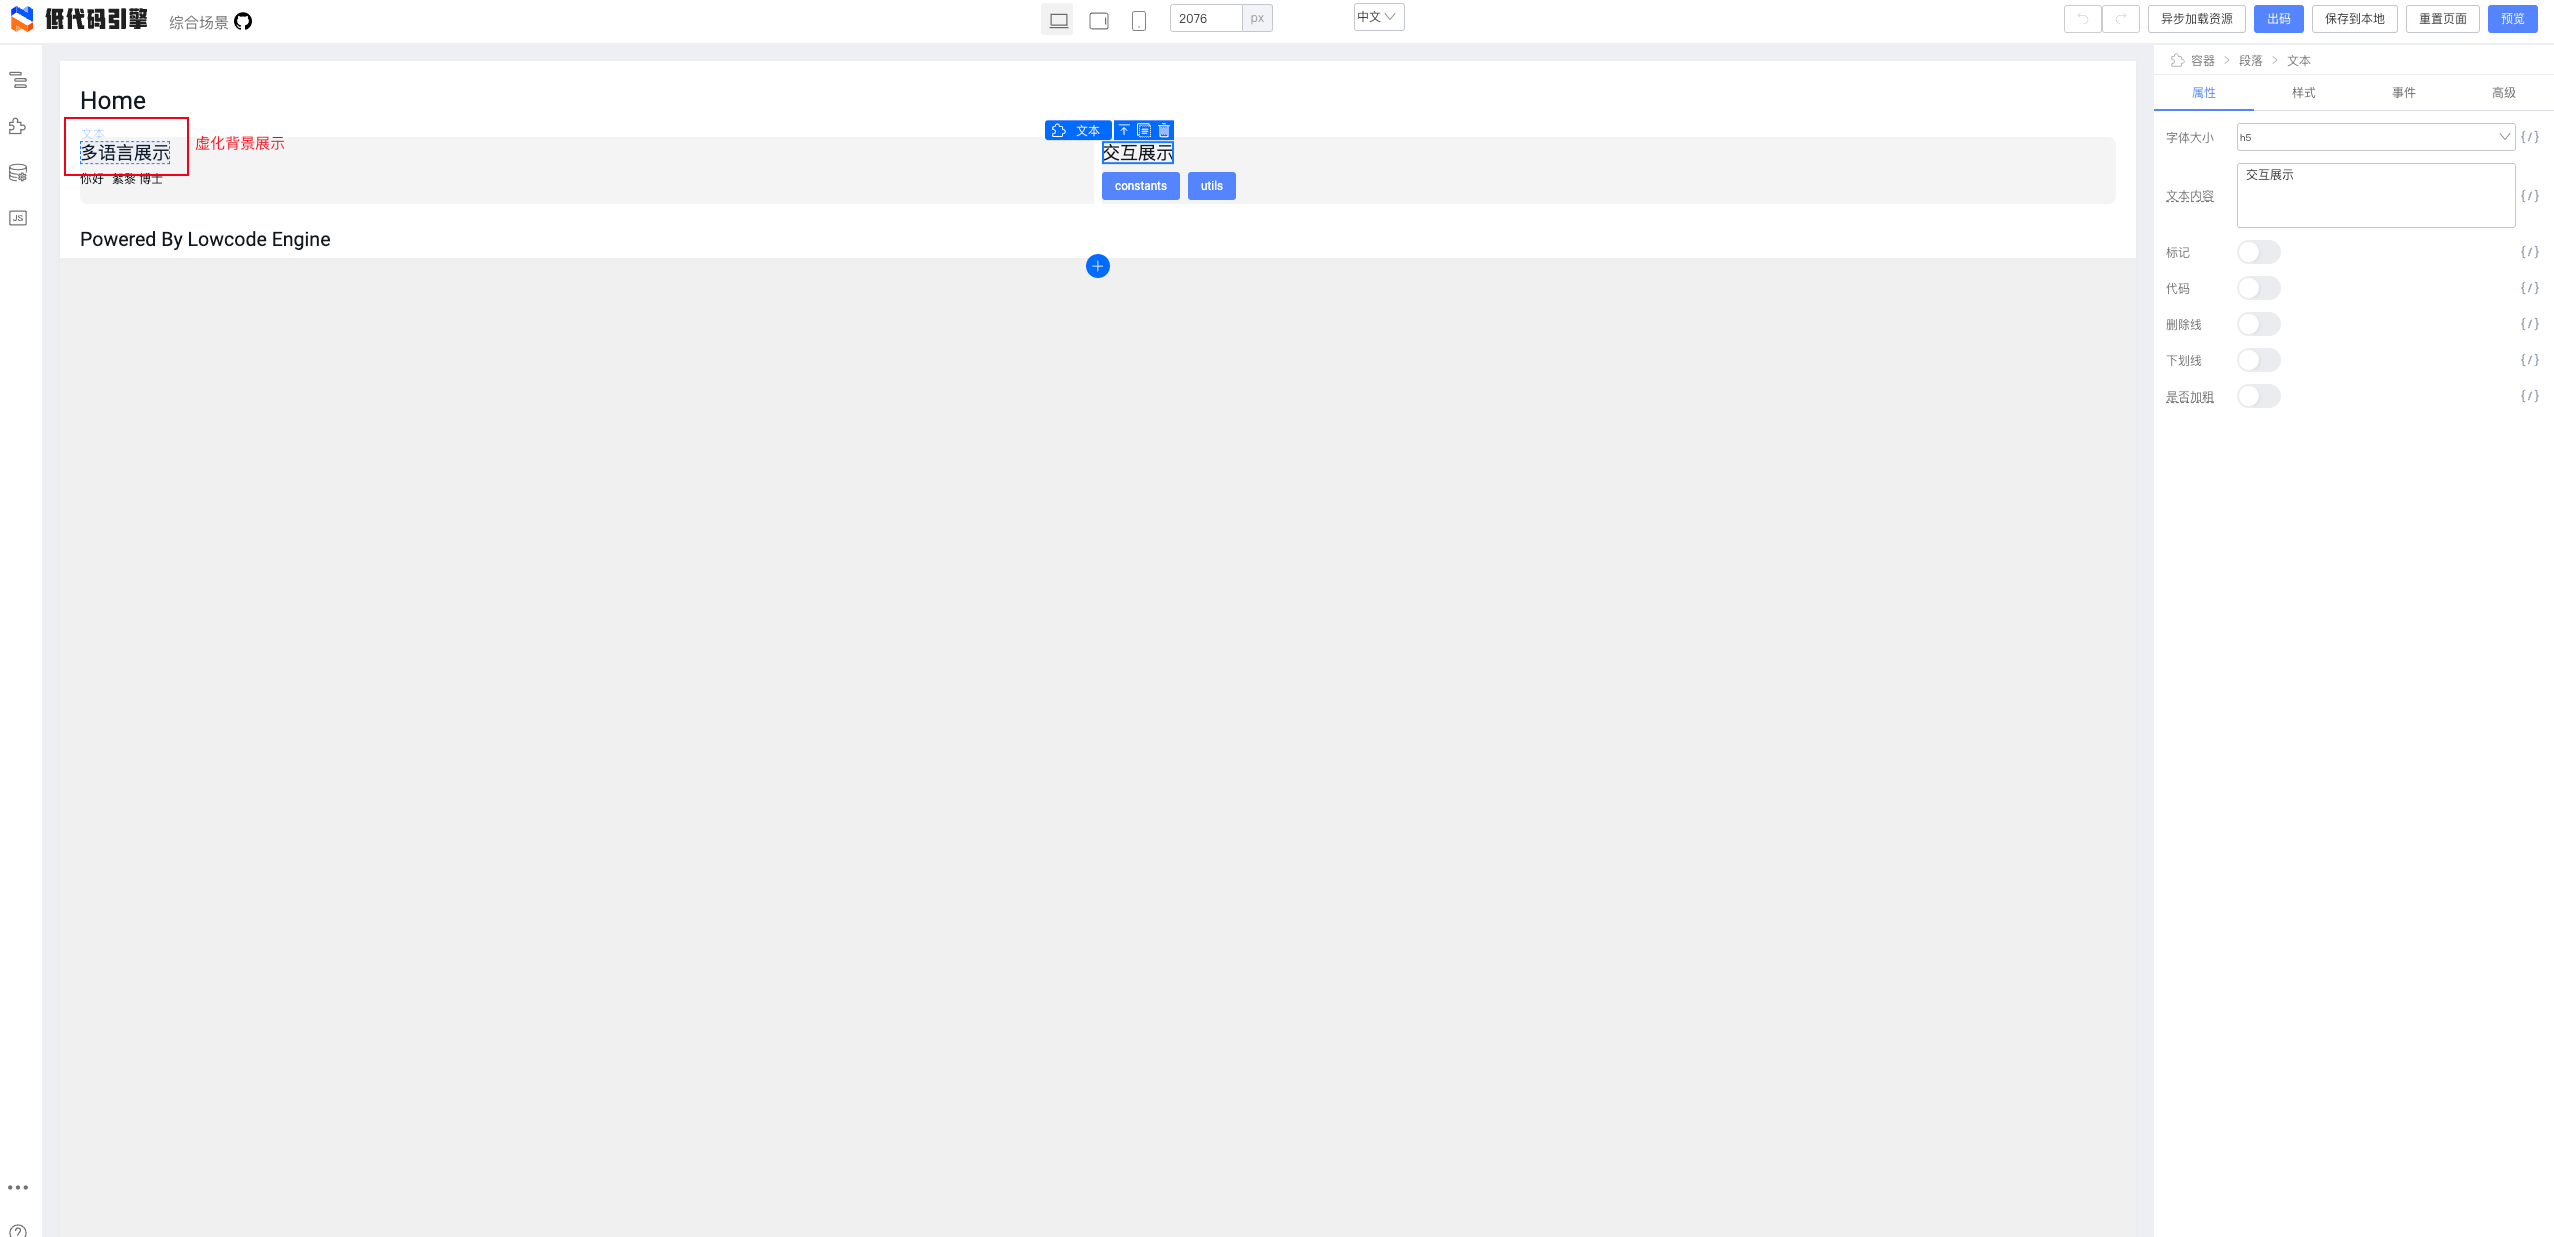 低代码引擎 综合场景 2076 px 中文 异步加载资源 出码 保存到本地 重置页面 预览
容器 > 段落 > 文本
属性 样式 事件 高级
Home
文本
多语言展示
虚化背景展示
文本
交互展示
你好
博士
constants utils
Powered By Lowcode Engine
字体大小 h5 {/}
文本内容 交互展示 {/}
标记 {/}
代码 {/}
删除线 {/}
下划线 {/}
是否加粗 {/}
JS